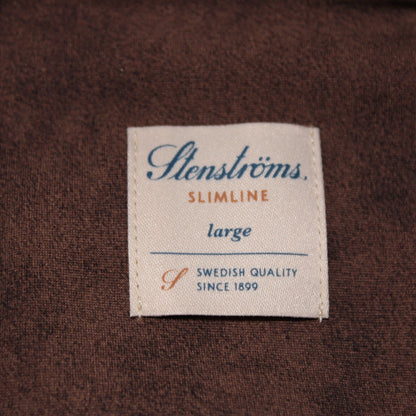 Stenströms.
SLIMLINE
large
S SWEDISH QUALITY
SINCE 1899